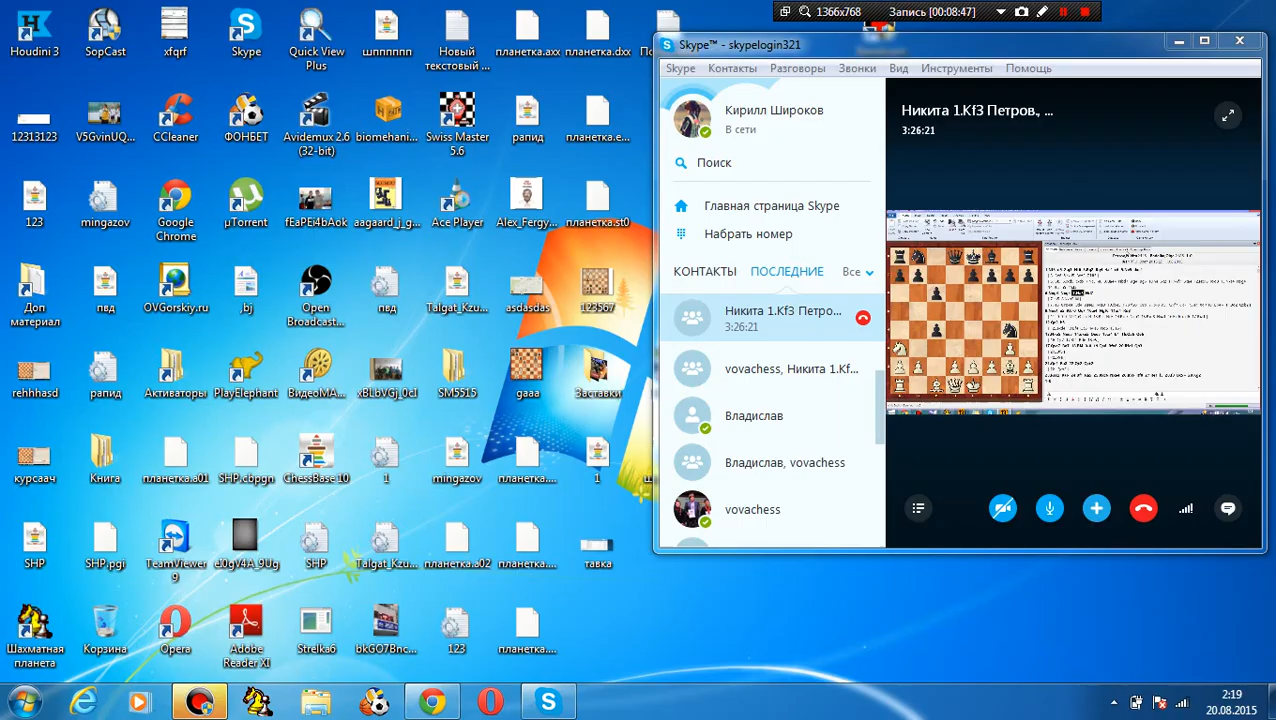 1366x768 Запись [00:08:47]
Houdini 3
SopCast
xfqrf
Skype
Quick View Plus
шпппппп
Новый текстовый ...
планетка.axx
планетка.dxx
12313123
V5GvinUQ...
CCleaner
ФОНБЕТ
Avidemux 2.6 (32-bit)
biomehani...
Swiss Master 5.6
рапид
планетка.e...
123
mingazov
Google Chrome
µTorrent
fEaPEi4bAok
aagaard_j.g...
Ace Player
Alex_Fergy...
планетка.st0
Доп материал
пвд
OVGorskiy.ru
,bj
Open Broadcast...
пвд
Talgat_Kzu...
asdasdas
123567
rehhhasd
рапид
Активаторы
PlayElephant
ВидеоМА...
xBLbVGj_0cI
SM5515
gaaa
Заставки
курсаач
Книга
планетка.a01
SHP.cbpgn
ChessBase 10
1
mingazov
планетка....
1
SHP
SHP.pgi
TeamViewer 9
SHP
Talgat_Kzu...
планетка.a02
планетка....
тавка
Шахматная планета
Корзина
Opera
Adobe Reader XI
Strelka6
bkGO7Bnc...
123
планетка....
Skype™ - skypelogin321
Skype Контакты Разговоры Звонки Вид Инструменты Помощь
Кирилл Широков
В сети
Поиск
Главная страница Skype
Набрать номер
КОНТАКТЫ ПОСЛЕДНИЕ Все
Никита 1.Kf3 Петро...
3:26:21
vovachess, Никита 1.Kf...
Владислав
Владислав, vovachess
vovachess
Никита 1.Kf3 Петров., ...
3:26:21
2:19
20.08.2015